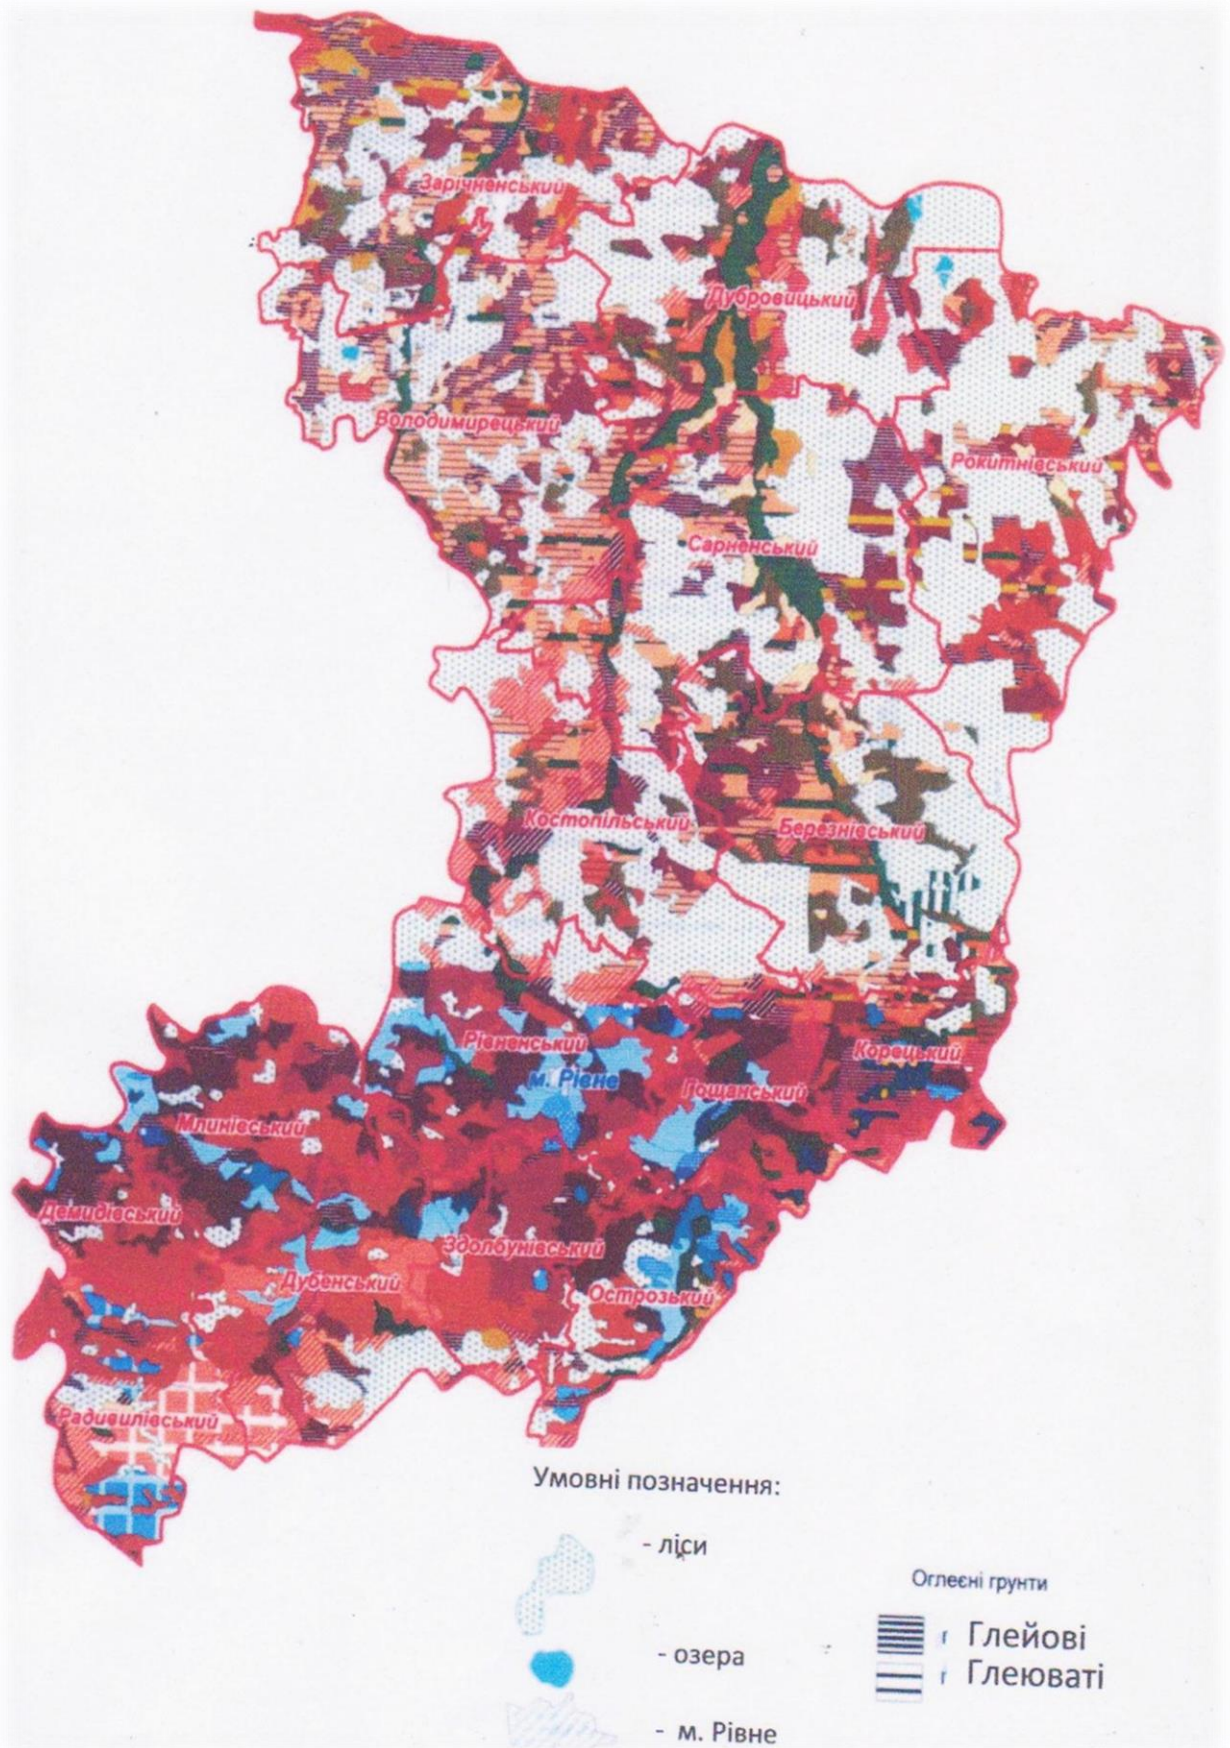 Зарічненський
Дубровицький
Володимирецький
Рокитнівський
Сарненський
Костопільський
Березнівський
Рівненський
Корецький
м. Рівне
Гощанський
Млинівський
Демидівський
Здолбунівський
Дубенський
Острозький
Радивилівський
Умовні позначення:
- ліси
Оглеєні грунти
г Глейові
- озера
г Глеюваті
- м. Рівне